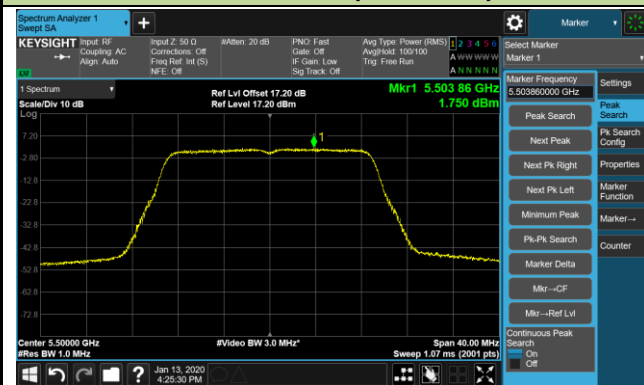 Spectrum Analyzer 1
Swept SA
Marker
KEYSIGHT
Input: RF
Coupling: AC
Align: Auto
Input Z: 50 Ω
Corrections: Off
Freq Ref: Int (S)
NFE: Off
#Atten: 20 dB
PNO: Fast
Gate: Off
IF Gain: Low
Sig Track: Off
Avg Type: Power (RMS)
Avg|Hold: 100/100
Trig: Free Run
1 2 3 4 5 6
A W W W W W
A N N N N N
LXI
1 Spectrum
Scale/Div 10 dB
Log
Ref Lvl Offset 17.20 dB
Ref Level 17.20 dBm
Mkr1 5.503 86 GHz
1.750 dBm
1
7.20
-2.80
-12.8
-22.8
-32.8
-42.8
-52.8
-62.8
-72.8
Center 5.50000 GHz
#Res BW 1.0 MHz
#Video BW 3.0 MHz*
Span 40.00 MHz
Sweep 1.07 ms (2001 pts)
Jan 13, 2020
4:25:30 PM
Select Marker
Marker 1
Marker Frequency
5.503860000 GHz
Peak Search
Next Peak
Next Pk Right
Next Pk Left
Minimum Peak
Pk-Pk Search
Marker Delta
Mkr→CF
Mkr→Ref Lvl
Continuous Peak
Search
On
Off
Settings
Peak
Search
Pk Search
Config
Properties
Marker
Function
Marker→
Counter